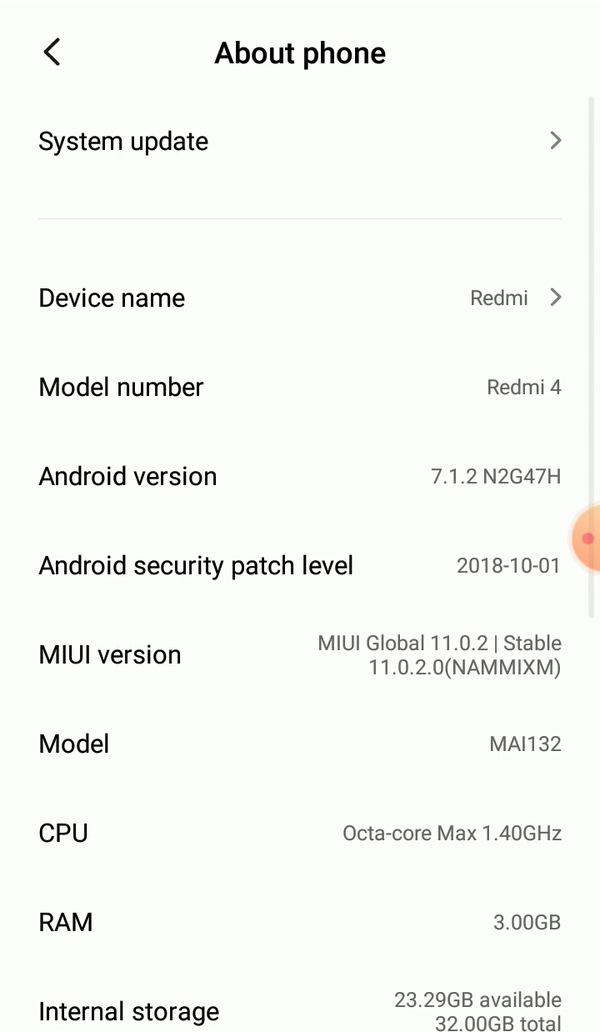 About phone
System update
Device name Redmi
Model number Redmi 4
Android version 7.1.2 N2G47H
Android security patch level 2018-10-01
MIUI version MIUI Global 11.0.2 | Stable
11.0.2.0(NAMMIXM)
Model MAI132
CPU Octa-core Max 1.40GHz
RAM 3.00GB
Internal storage 23.29GB available
32.00GB total